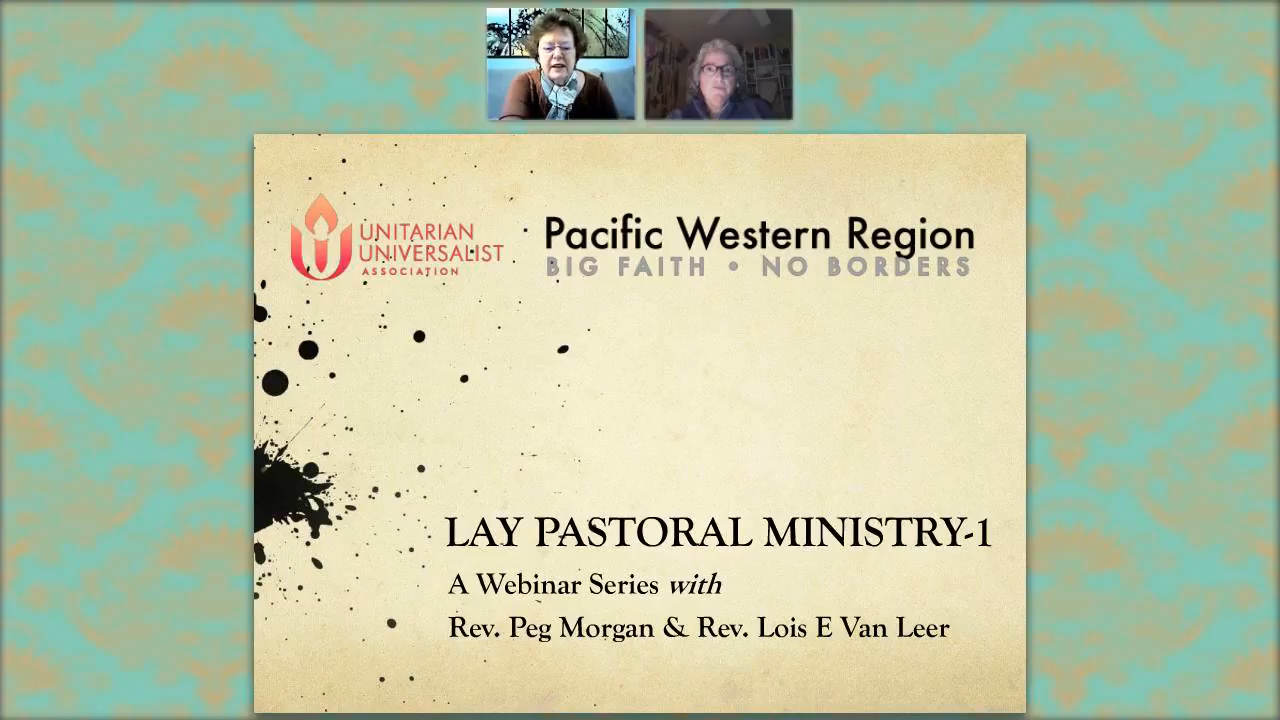 UNITARIAN
UNIVERSALIST
ASSOCIATION
Pacific Western Region
BIG FAITH • NO BORDERS
LAY PASTORAL MINISTRY-1
A Webinar Series with
Rev. Peg Morgan & Rev. Lois E Van Leer